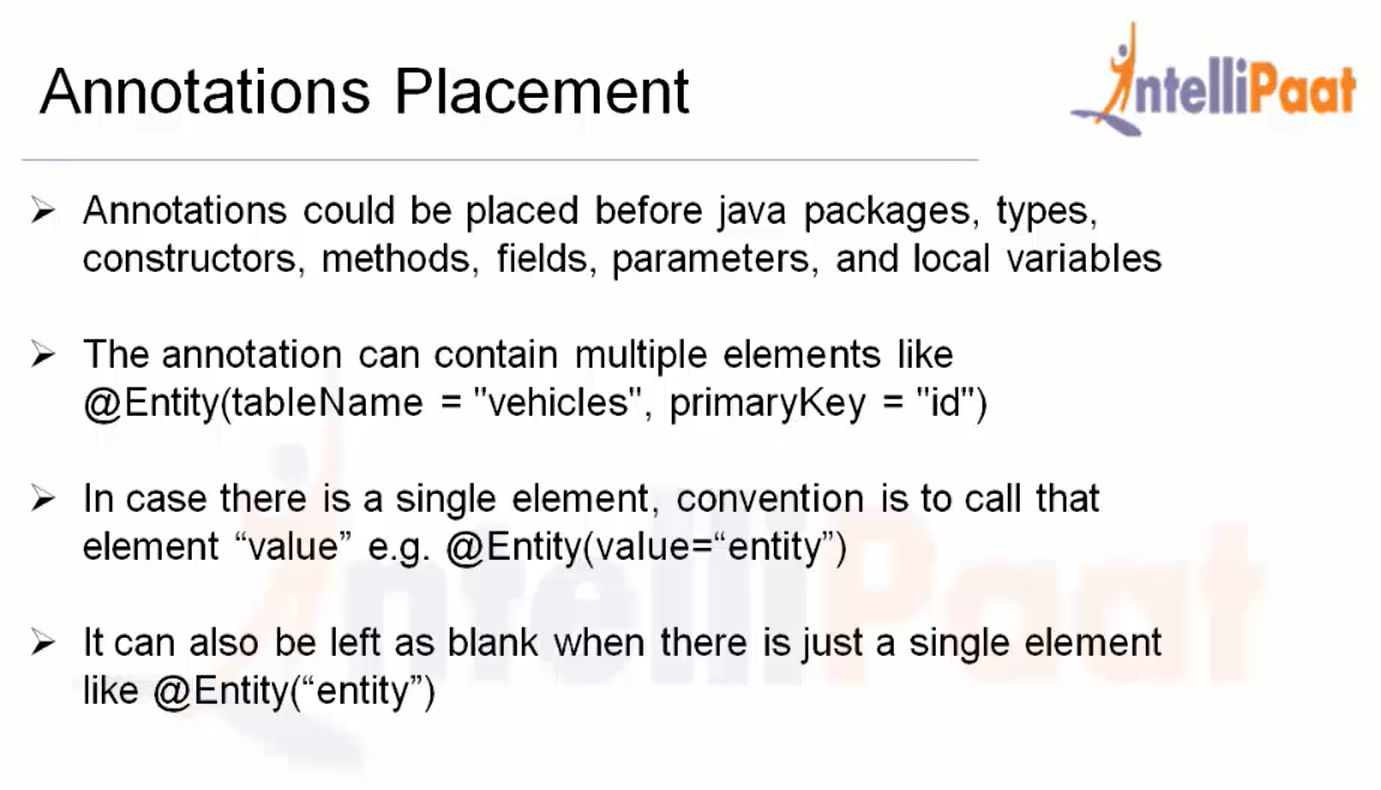 Annotations Placement
IntelliPaat
➢ Annotations could be placed before java packages, types,
constructors, methods, fields, parameters, and local variables
➢ The annotation can contain multiple elements like
@Entity(tableName = "vehicles", primaryKey = "id")
➢ In case there is a single element, convention is to call that
element “value” e.g. @Entity(value=“entity”)
➢ It can also be left as blank when there is just a single element
like @Entity(“entity”)
IntelliPaat